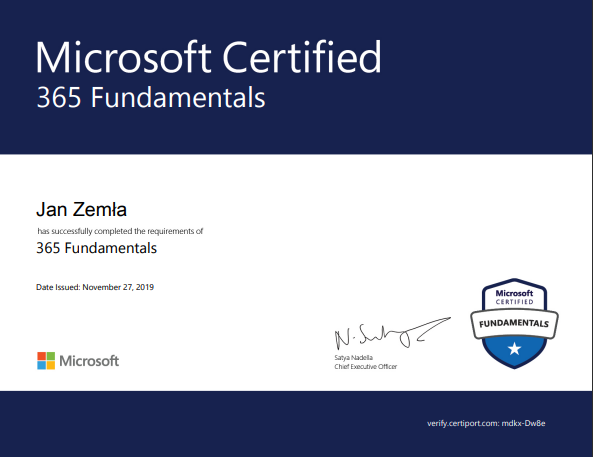 Microsoft Certified
365 Fundamentals
Jan Zemła
has successfully completed the requirements of
365 Fundamentals
Date Issued: November 27, 2019
Microsoft
CERTIFIED
FUNDAMENTALS
N. S
Satya Nadella
Chief Executive Officer
Microsoft
verify.certiport.com: mdkx-Dw8e